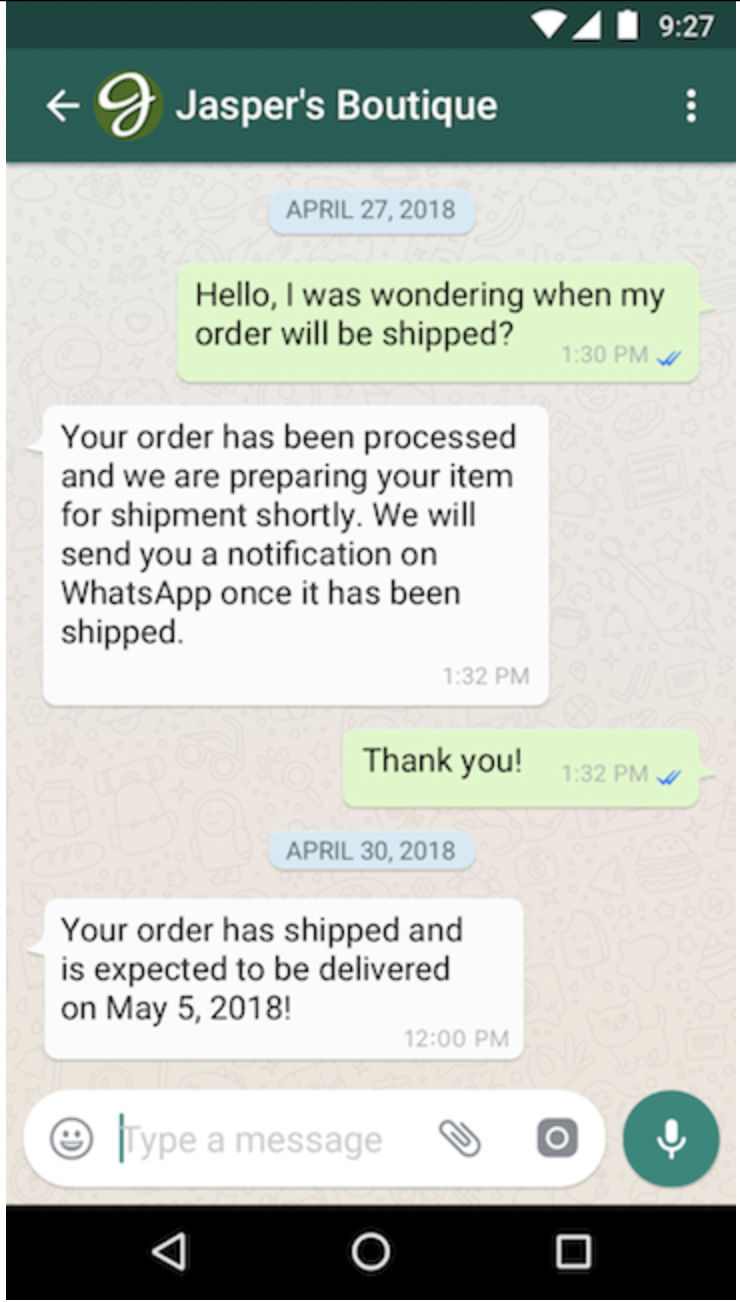 9:27
Jasper's Boutique
APRIL 27, 2018
Hello, I was wondering when my
order will be shipped?
1:30 PM
Your order has been processed
and we are preparing your item
for shipment shortly. We will
send you a notification on
WhatsApp once it has been
shipped.
1:32 PM
Thank you!
1:32 PM
APRIL 30, 2018
Your order has shipped and
is expected to be delivered
on May 5, 2018!
12:00 PM
Type a message